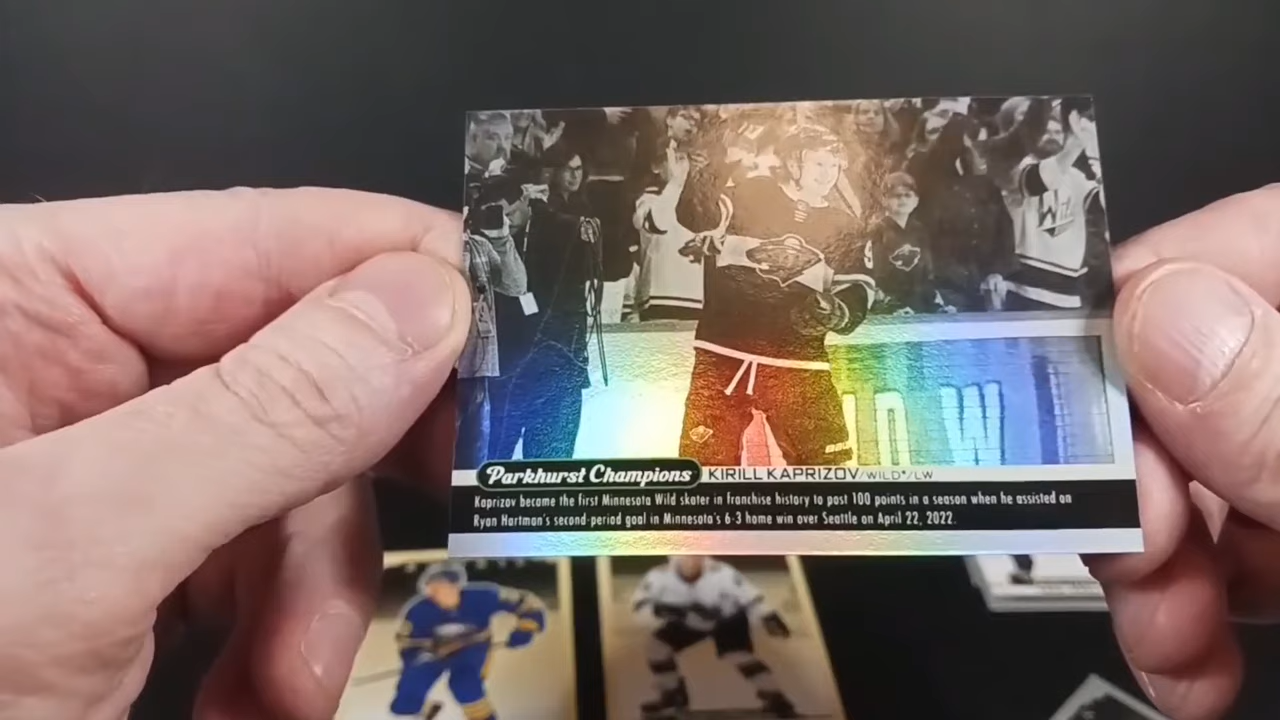 Wild
Parkhurst Champions KIRILL KAPRIZOV/WILD*/LW
Kaprizov became the first Minnesota Wild skater in franchise history to post 100 points in a season when he assisted on
Ryan Hartman's second-period goal in Minnesota's 6-3 home win over Seattle on April 22, 2022.